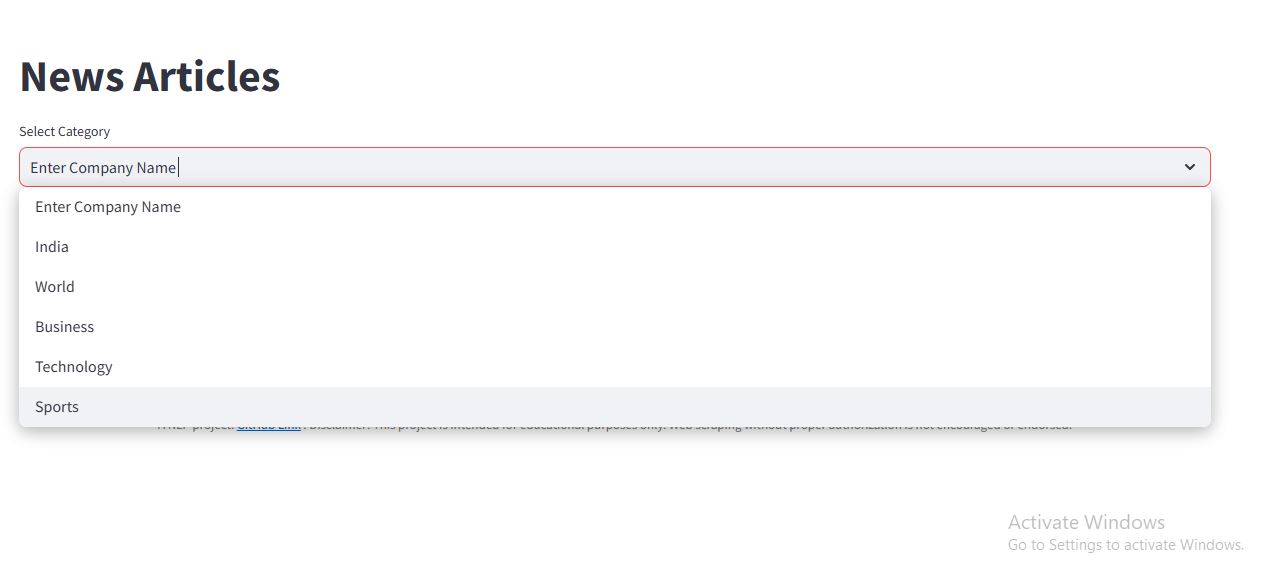 News Articles
Select Category
Enter Company Name
Enter Company Name
India
World
Business
Technology
Sports
project. GitHub Link . Disclaimer: This project is intended for educational purposes only. Web scraping without proper authorization is not encouraged or endorsed.
Activate Windows
Go to Settings to activate Windows.